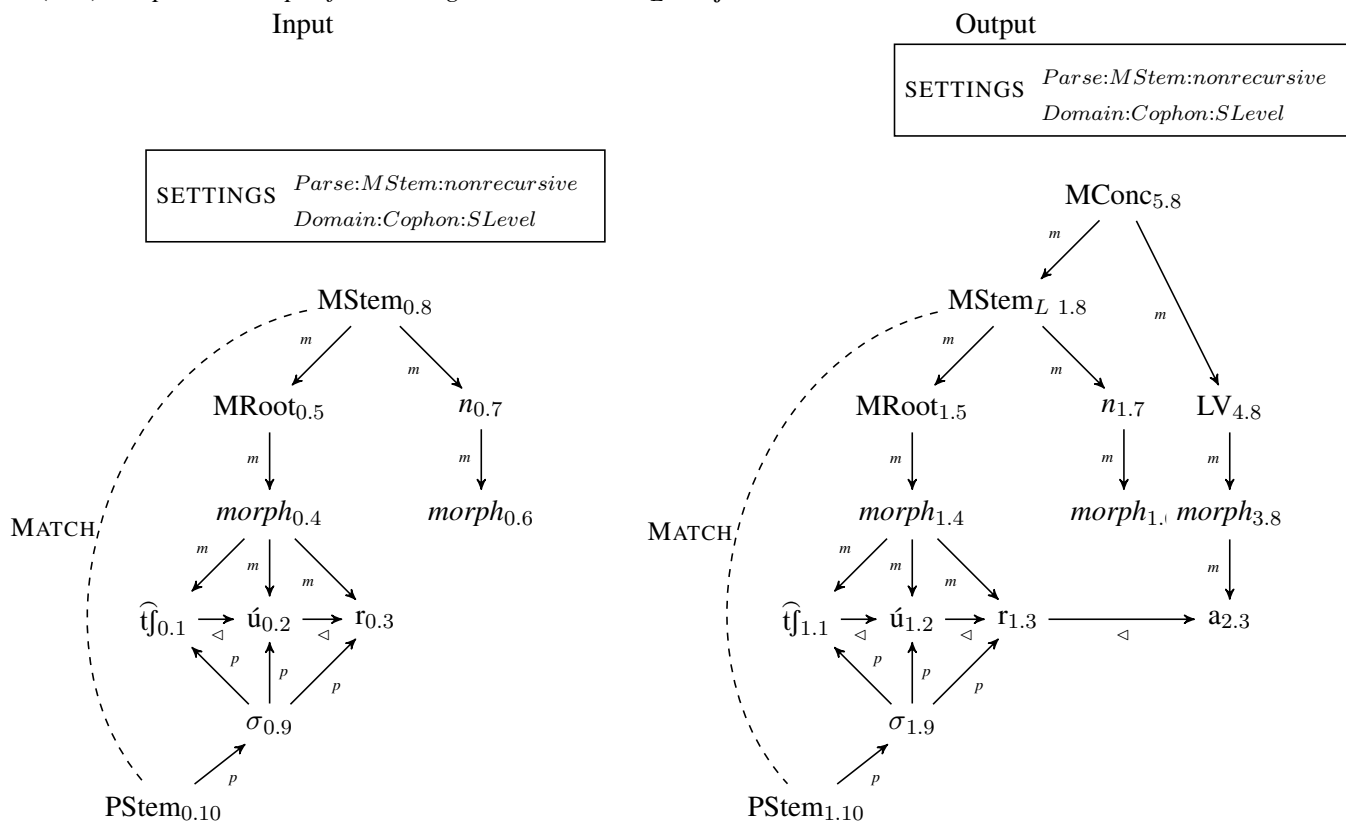 Input Output
SETTINGS Parse:MStem:nonrecursive
Domain:Cophon:SLevel
SETTINGS Parse:MStem:nonrecursive
Domain:Cophon:SLevel
MConc5.8
m
MStem0.8 MStemL 1.8
m m m m m
MRoot0.5 n0.7 MRoot1.5 n1.7 LV4.8
m m m m m
morph0.4 morph0.6 morph1. morph3.8
MATCH MATCH
m m m m m m m
t͡ʃ0.1 ú0.2 r0.3 t͡ʃ1.1 ú1.2 r1.3 a2.3
◁ ◁ ◁ ◁ ◁
p p p p p p
σ0.9 σ1.9
p p
PStem0.10 PStem1.10